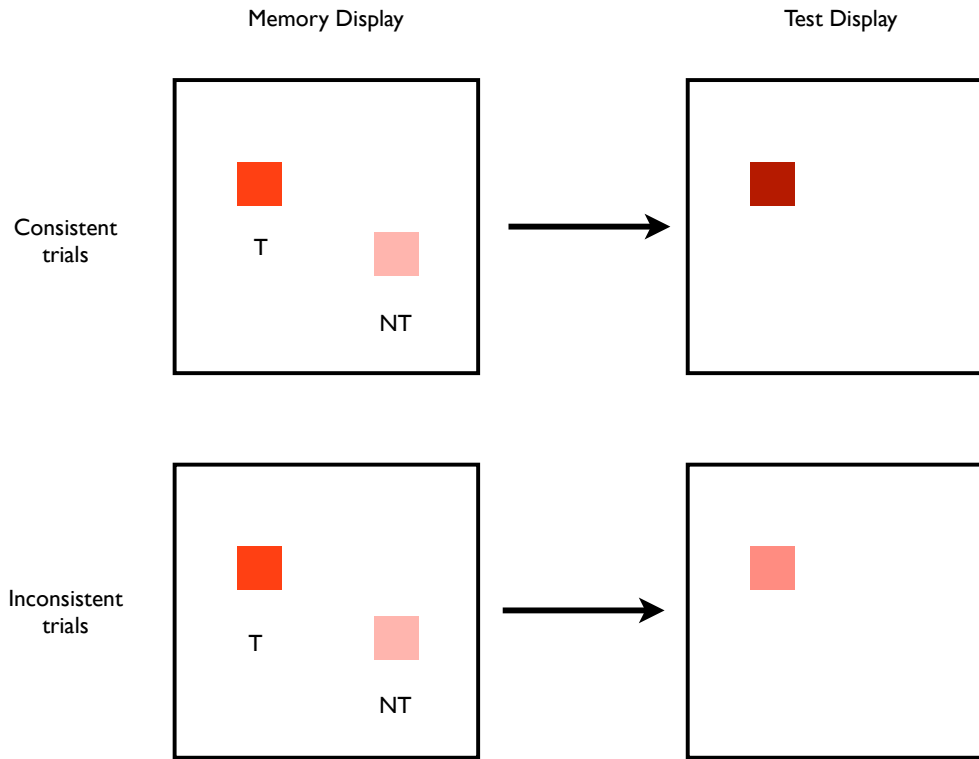 Memory Display
Test Display
Consistent
trials
T
NT
Inconsistent
trials
T
NT